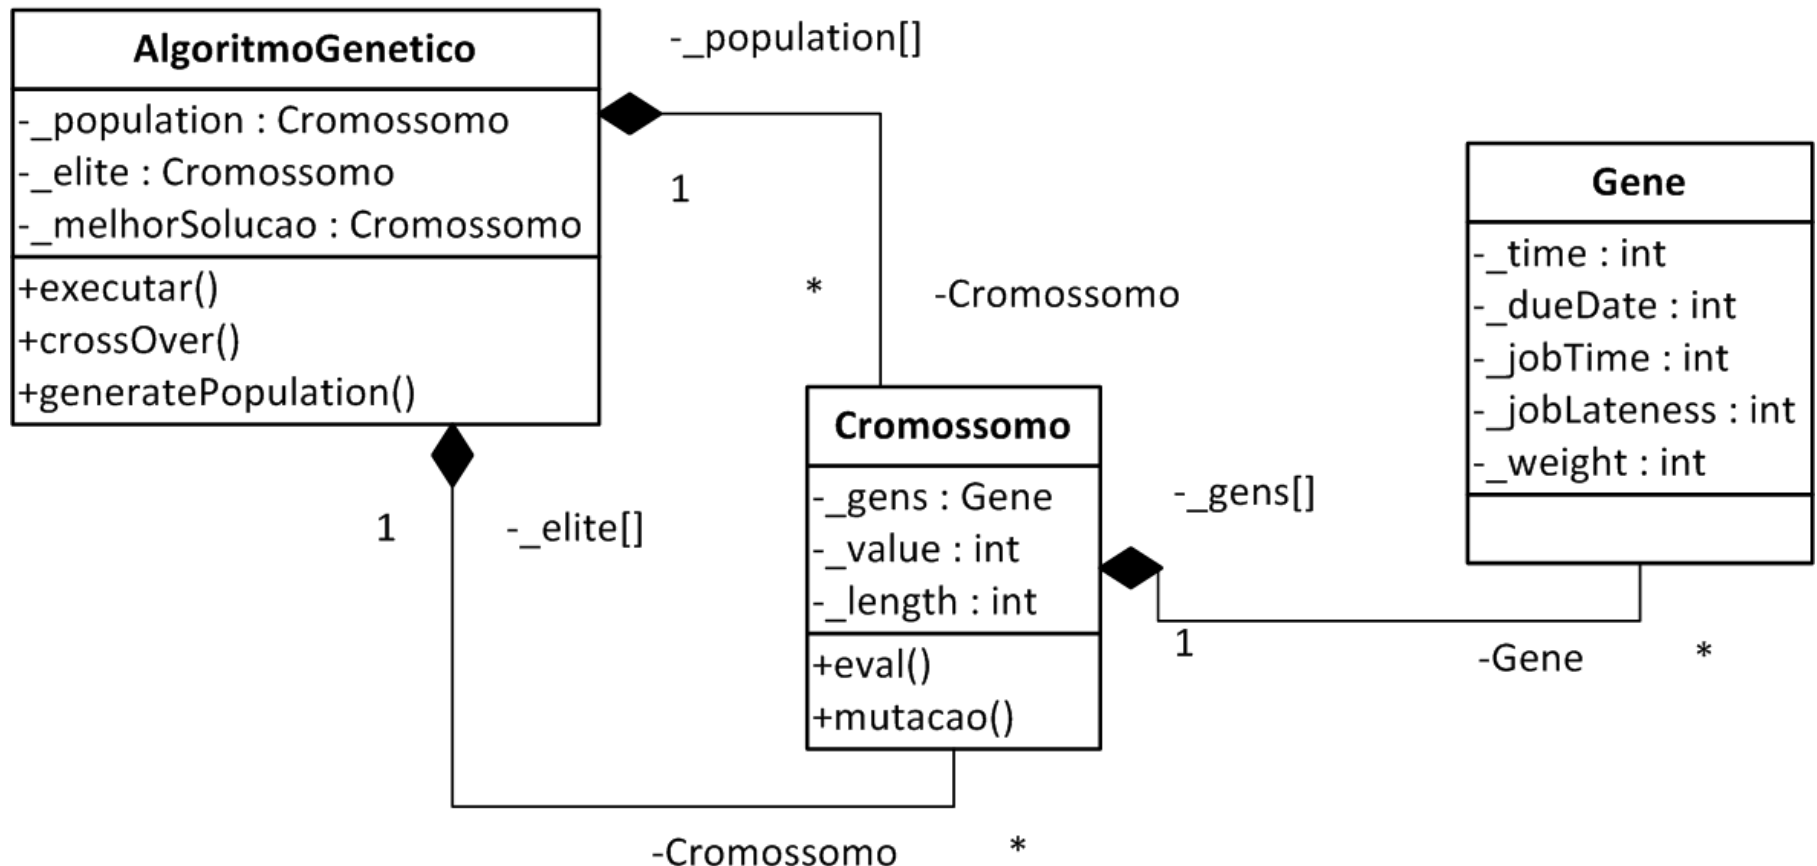 AlgoritmoGenetico
-_population : Cromossomo
-_elite : Cromossomo
-_melhorSolucao : Cromossomo
+executar()
+crossOver()
+generatePopulation()
-_population[]
1
*
-Cromossomo
1
-_elite[]
-Cromossomo
*
Cromossomo
-_gens : Gene
-_value : int
-_length : int
+eval()
+mutacao()
-_gens[]
1
-Gene
*
Gene
-_time : int
-_dueDate : int
-_jobTime : int
-_jobLateness : int
-_weight : int